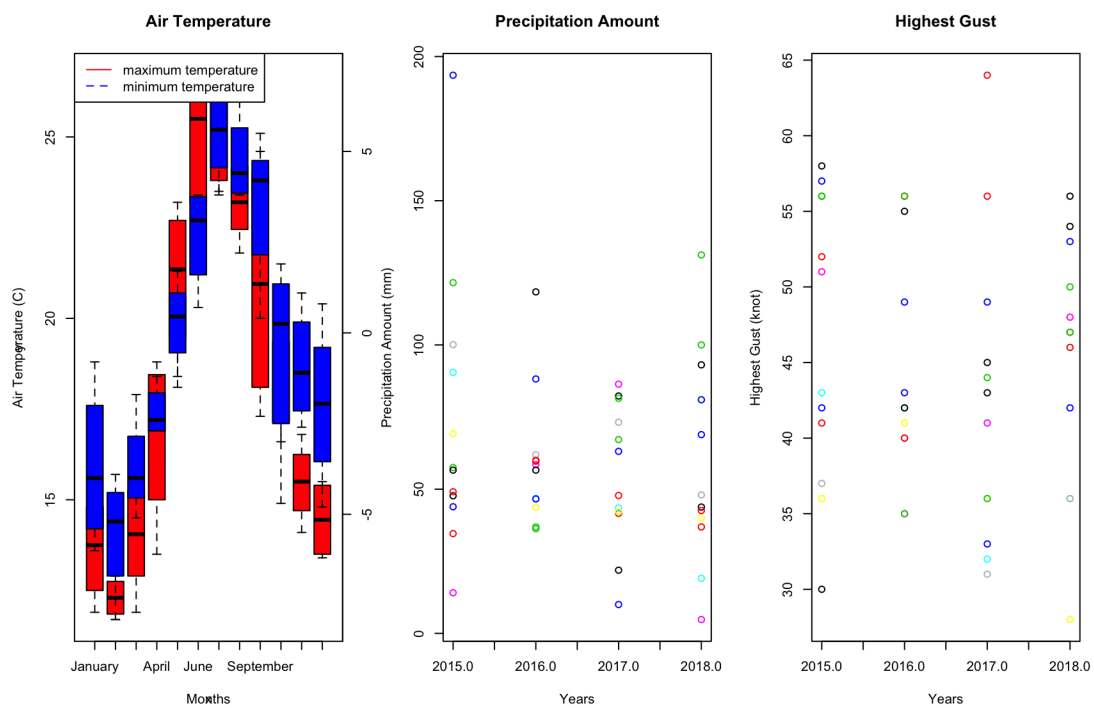 Air Temperature
maximum temperature
minimum temperature
25
20
15
Air Temperature (C)
5
0
-5
January
April
June
September
Months
Precipitation Amount
200
150
100
50
0
Precipitation Amount (mm)
2015.0
2016.0
2017.0
2018.0
Years
Highest Gust
65
60
55
50
45
40
35
30
Highest Gust (knot)
2015.0
2016.0
2017.0
2018.0
Years